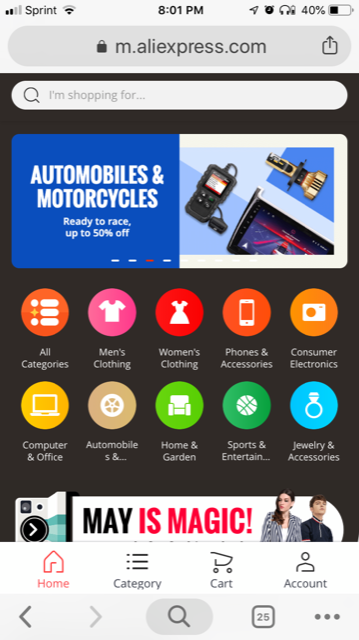 Sprint 8:01 PM 40%
m.aliexpress.com
I'm shopping for...
AUTOMOBILES &
MOTORCYCLES
Ready to race,
up to 50% off
All
Categories
Men's
Clothing
Women's
Clothing
Phones &
Accessories
Consumer
Electronics
Computer
& Office
Automobile
s &...
Home &
Garden
Sports &
Entertain...
Jewelry &
Accessories
MAY IS MAGIC!
Home Category Cart Account
25